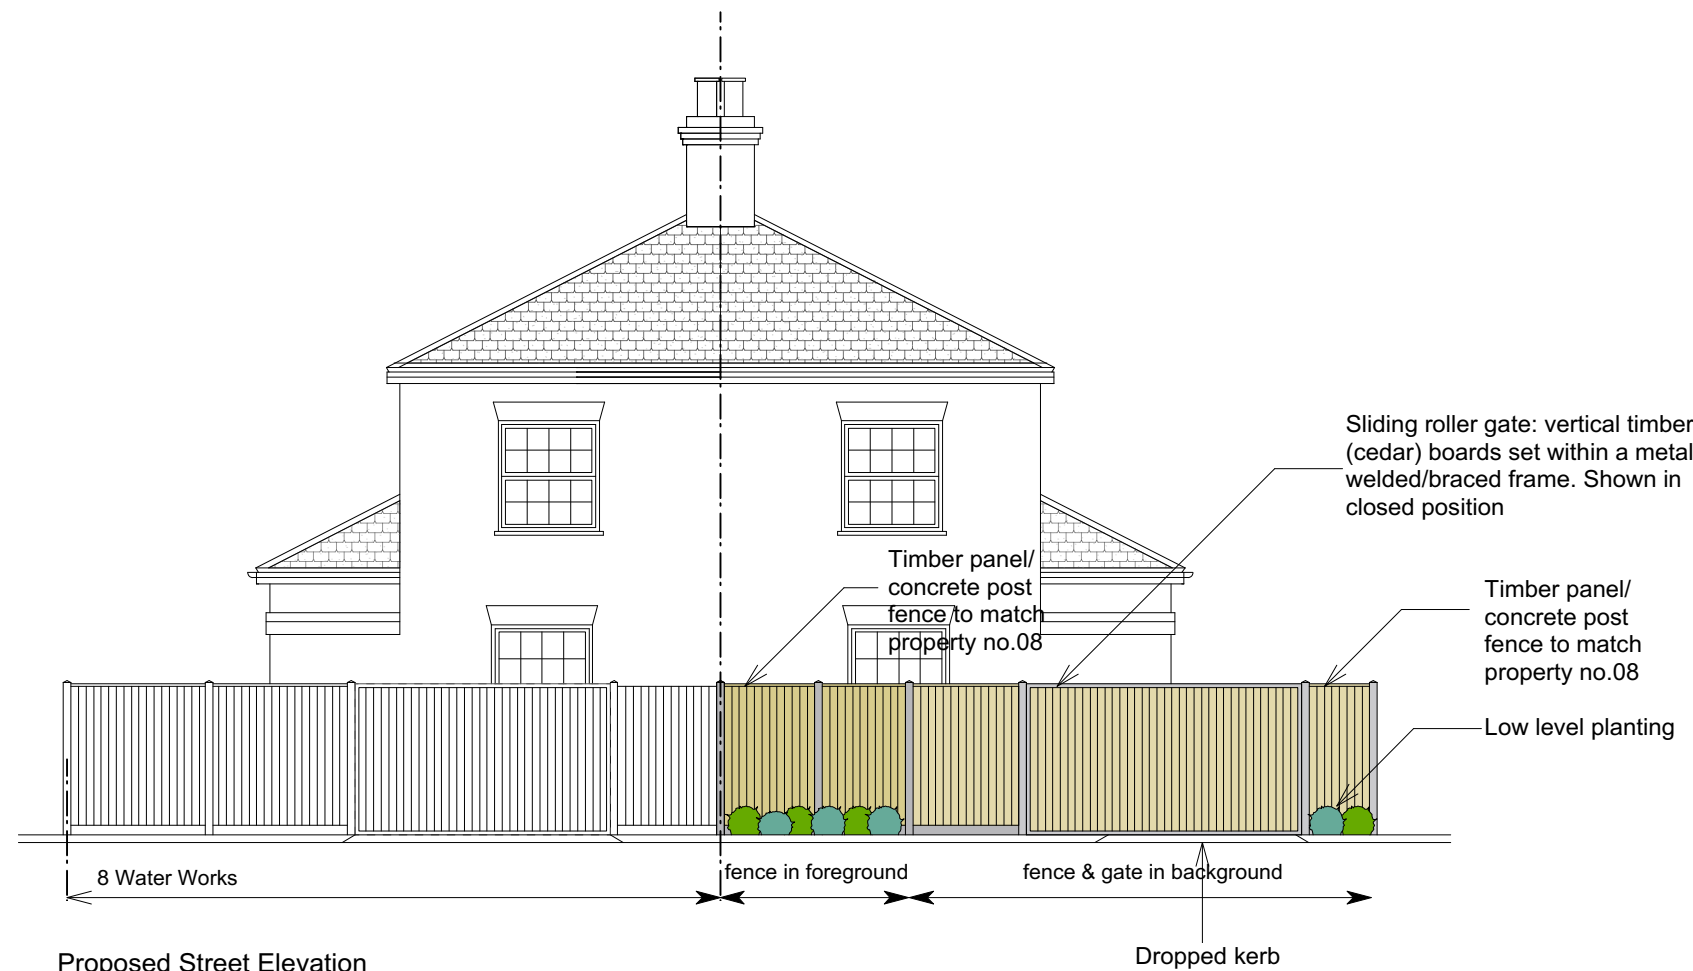 Sliding roller gate: vertical timber
(cedar) boards set within a metal
welded/braced frame. Shown in
closed position
Timber panel/
concrete post
fence to match
property no.08
Timber panel/
concrete post
fence to match
property no.08
Low level planting
8 Water Works
fence in foreground
fence & gate in background
Dropped kerb
Proposed Street Elevation